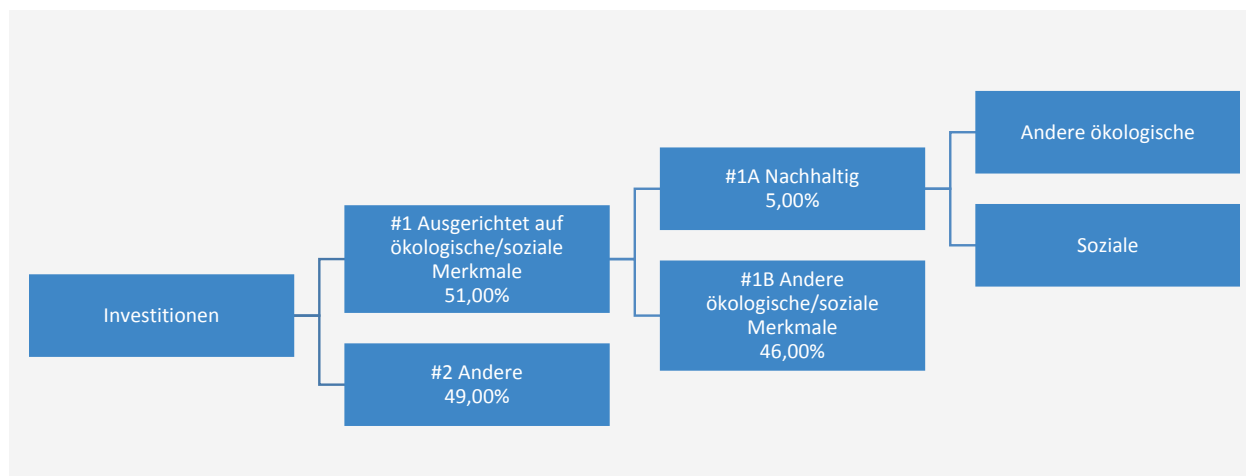 Investitionen
#1 Ausgerichtet auf
ökologische/soziale
Merkmale
51,00%
#2 Andere
49,00%
#1A Nachhaltig
5,00%
#1B Andere
ökologische/soziale
Merkmale
46,00%
Andere ökologische
Soziale